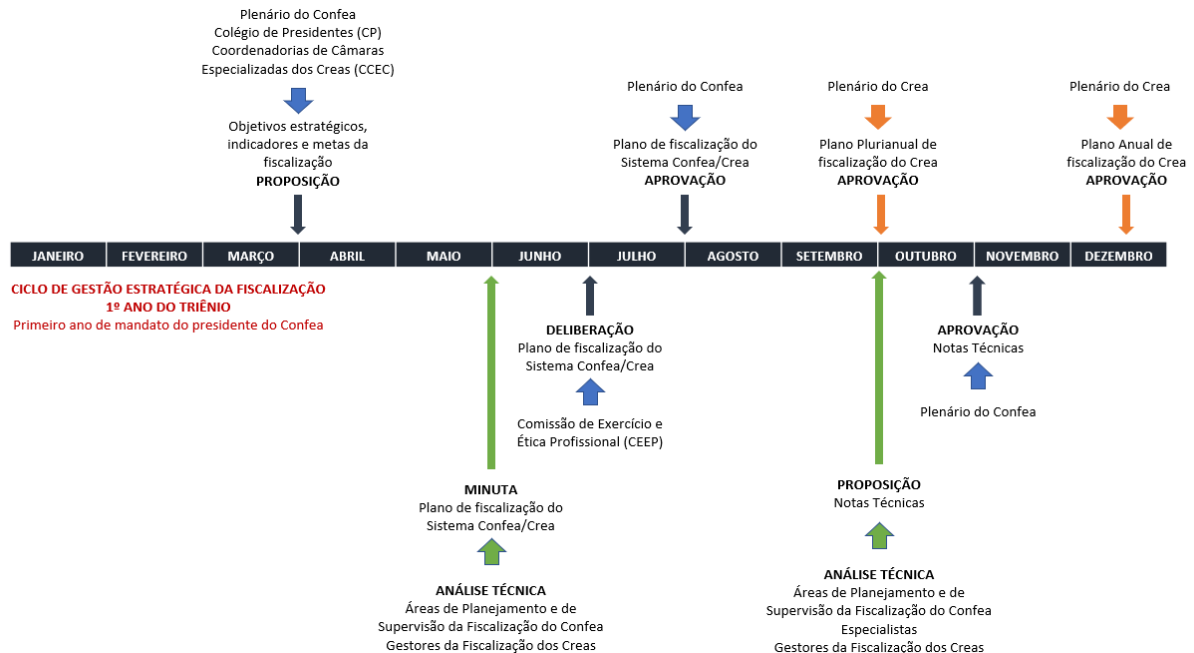 Plenário do Confea
Colégio de Presidentes (CP)
Coordenadorias de Câmaras
Especializadas dos Creas (CCEC)
Objetivos estratégicos,
indicadores e metas da
fiscalização
PROPOSIÇÃO
Plenário do Confea
Plano de fiscalização do
Sistema Confea/Crea
APROVAÇÃO
Plenário do Crea
Plano Plurianual de
fiscalização do Crea
APROVAÇÃO
Plenário do Crea
Plano Anual de
fiscalização do Crea
APROVAÇÃO
JANEIRO
FEVEREIRO
MARÇO
ABRIL
MAIO
JUNHO
JULHO
AGOSTO
SETEMBRO
OUTUBRO
NOVEMBRO
DEZEMBRO
CICLO DE GESTÃO ESTRATÉGICA DA FISCALIZAÇÃO
1º ANO DO TRIÊNIO
Primeiro ano de mandato do presidente do Confea
MINUTA
Plano de fiscalização do
Sistema Confea/Crea
ANÁLISE TÉCNICA
Áreas de Planejamento e de
Supervisão da Fiscalização do Confea
Gestores da Fiscalização dos Creas
DELIBERAÇÃO
Plano de fiscalização do
Sistema Confea/Crea
Comissão de Exercício e
Ética Profissional (CEEP)
PROPOSIÇÃO
Notas Técnicas
ANÁLISE TÉCNICA
Áreas de Planejamento e de
Supervisão da Fiscalização do Confea
Especialistas
Gestores da Fiscalização dos Creas
APROVAÇÃO
Notas Técnicas
Plenário do Confea